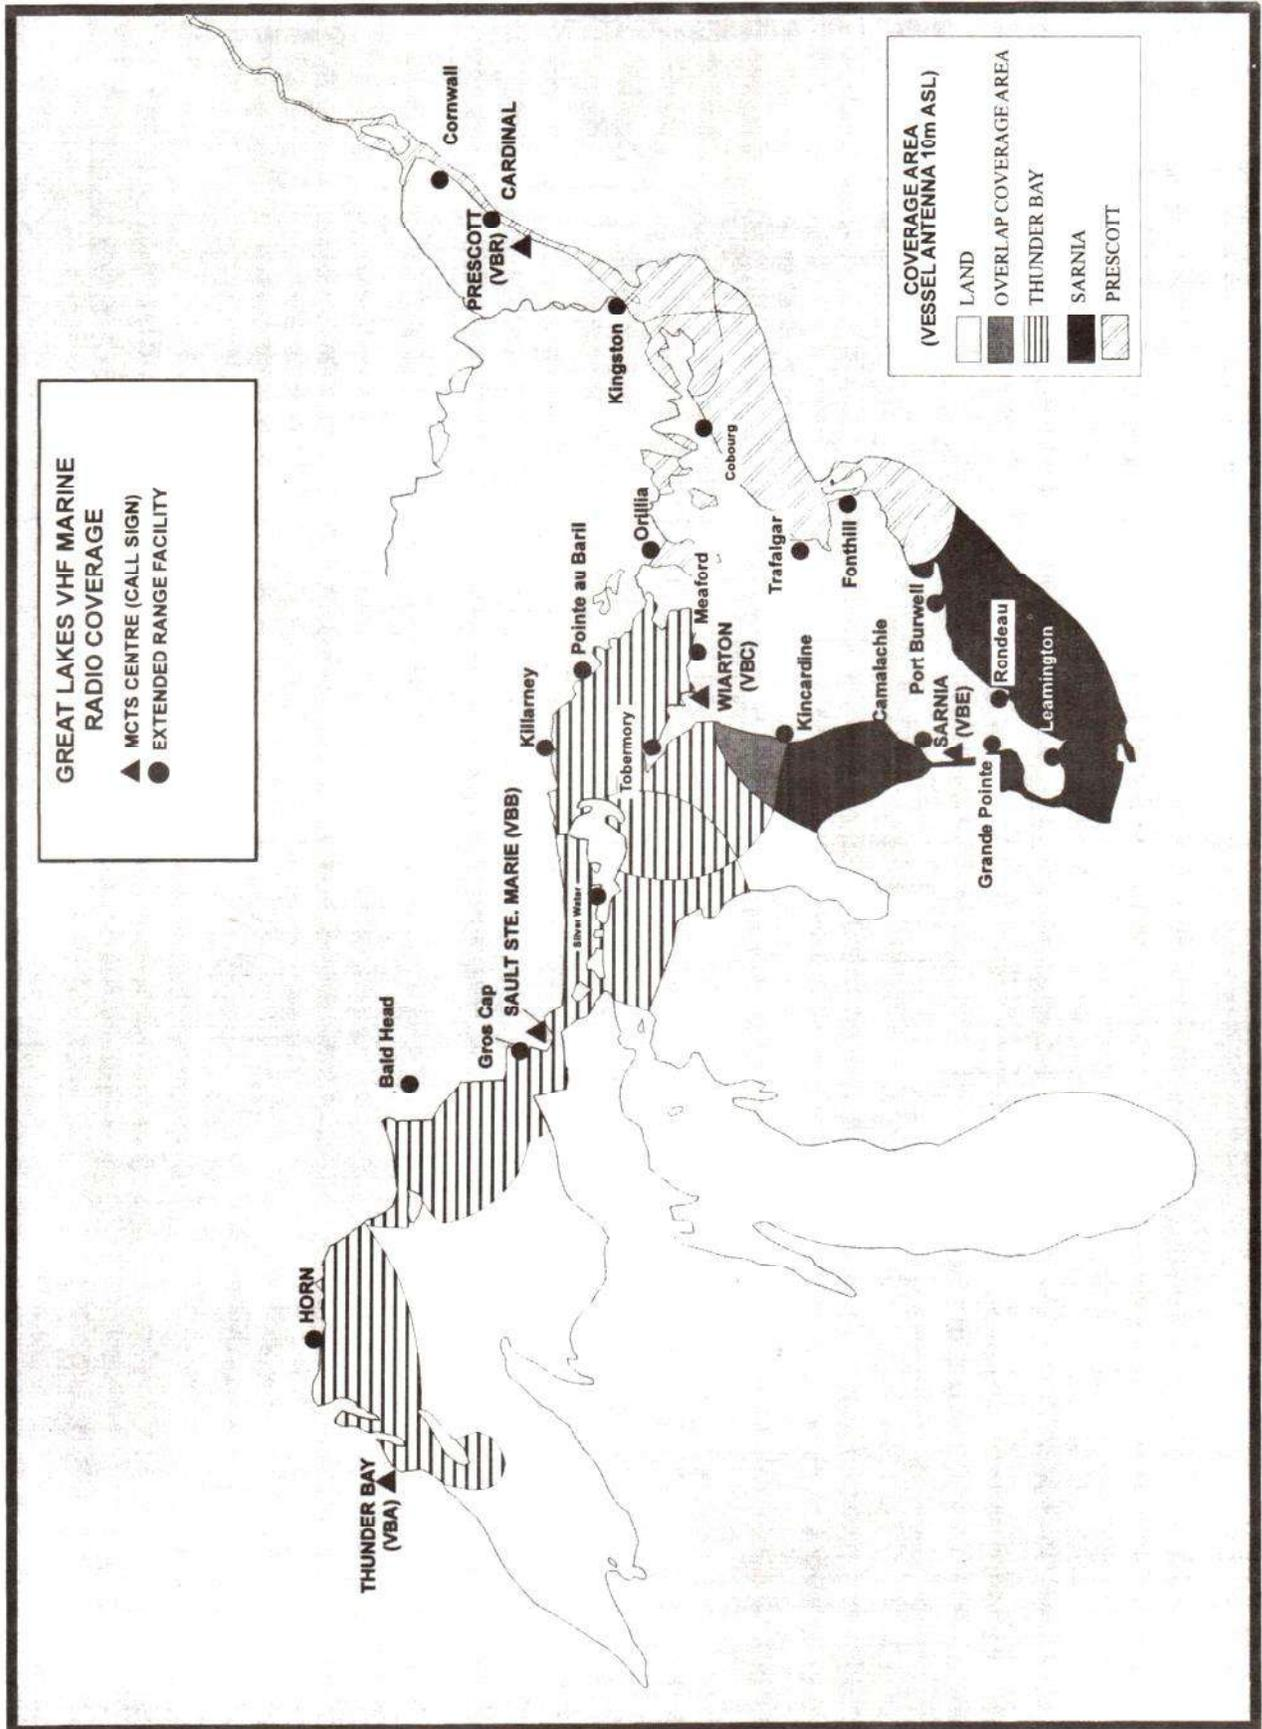 GREAT LAKES VHF MARINE
RADIO COVERAGE
MCTS CENTRE (CALL SIGN)
EXTENDED RANGE FACILITY
HORN
THUNDER BAY
(VBA)
Bald Head
Gros Cap
SAULT STE. MARIE (VBB)
Silver Water
Killarney
Tobermory
Pointe au Baril
Orillia
Meaford
WIARTON
(VBC)
Kincardine
Camalachie
Port Burwell
SARNIA
(VBE)
Grande Pointe
Rondeau
Leamington
Trafalgar
Fonthill
Cobourg
Kingston
PRESCOTT
(VBR)
CARDINAL
Cornwall
COVERAGE AREA
(VESSEL ANTENNA 10m ASL)
LAND
OVERLAP COVERAGE AREA
THUNDER BAY
SARNIA
PRESCOTT